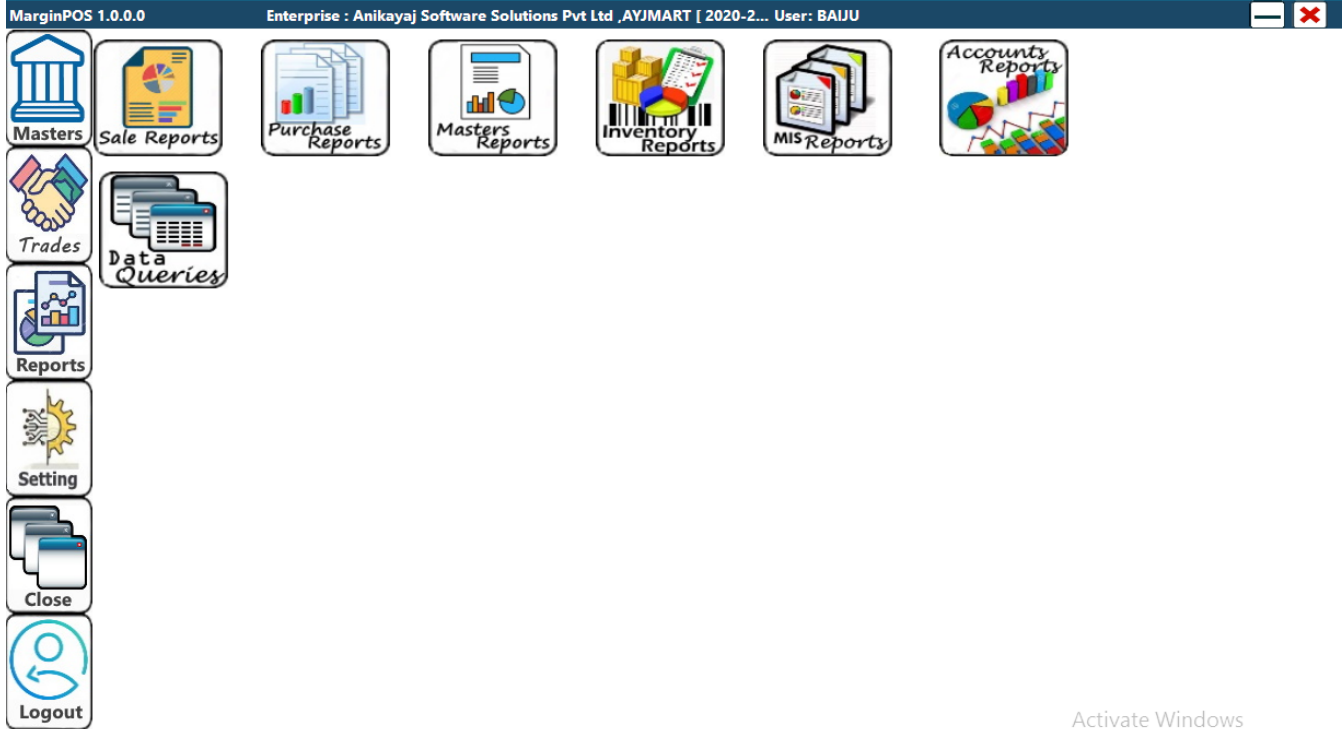 MarginPOS 1.0.0.0
Enterprise : Anikayaj Software Solutions Pvt Ltd ,AYJMART [ 2020-2... User: BAIJU
Masters
Trades
Reports
Setting
Close
Logout
Sale Reports
Purchase
Reports
Masters
Reports
Inventory
Reports
MIS Reports
Accounts
Reports
Data
Queries
Activate Windows